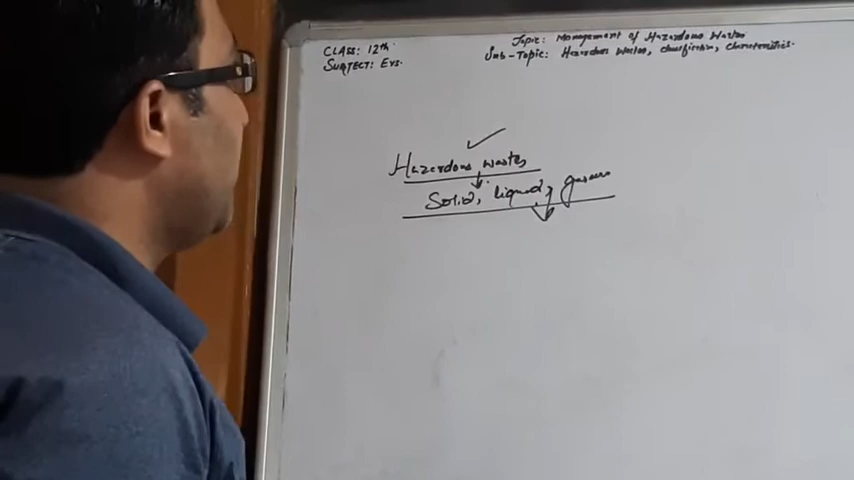 CLASS: 12th
SUBJECT: Evs.
Topic: Management of Hazardous Wastes
Sub-Topic: Hazardous Wastes, classification, characteristics.
Hazardous wastes
Solid, liquid, gaseous